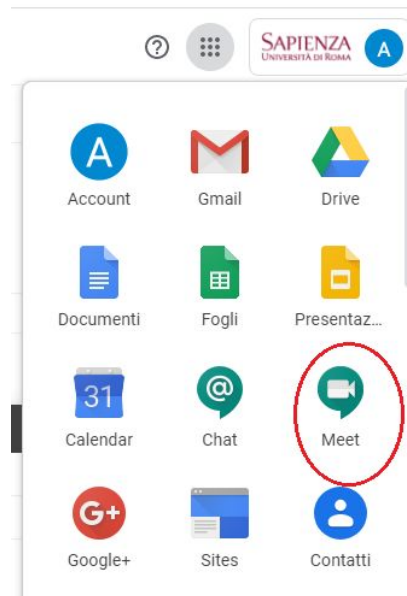 SAPIENZA
UNIVERSITÀ DI ROMA
A
A
Account
Gmail
Drive
Documenti
Fogli
Presentaz...
31
Calendar
@
Chat
Meet
G+
Google+
Sites
Contatti